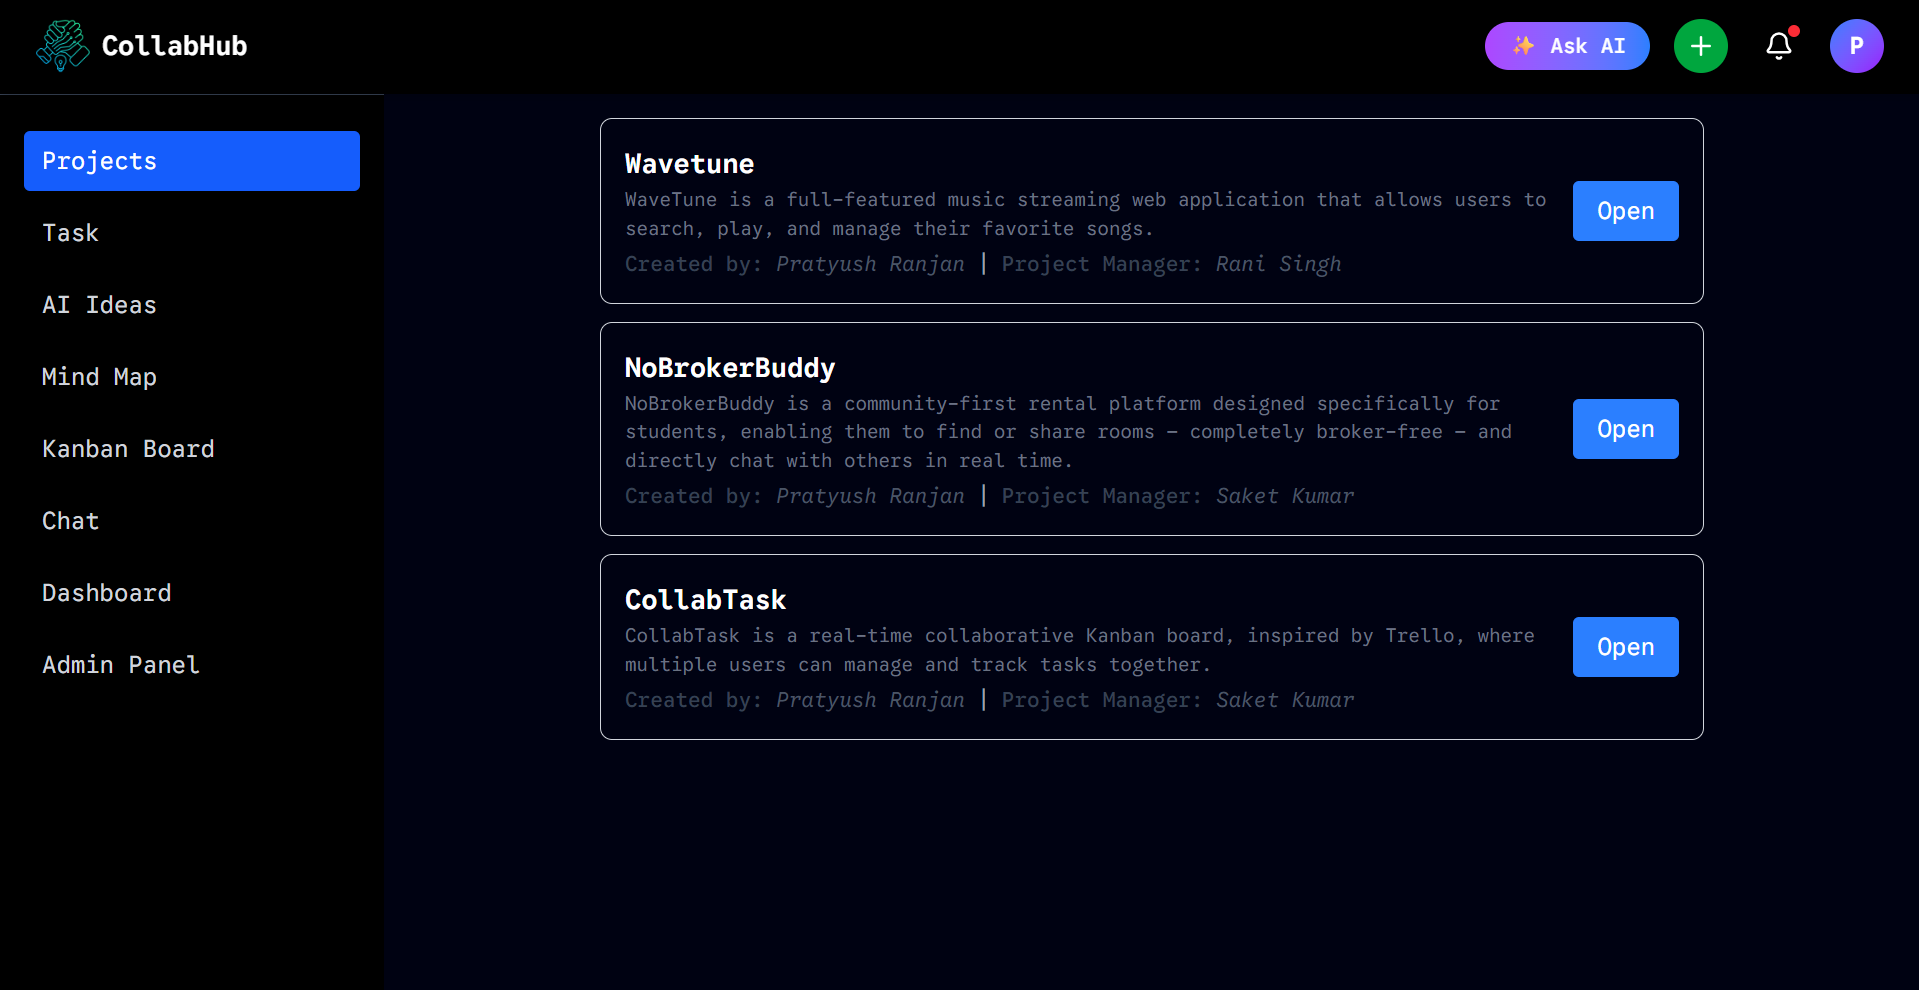 CollabHub
✨ Ask AI
P
Projects
Task
AI Ideas
Mind Map
Kanban Board
Chat
Dashboard
Admin Panel
Wavetune
WaveTune is a full-featured music streaming web application that allows users to
search, play, and manage their favorite songs.
Created by: Pratyush Ranjan | Project Manager: Rani Singh
Open
NoBrokerBuddy
NoBrokerBuddy is a community-first rental platform designed specifically for
students, enabling them to find or share rooms — completely broker-free — and
directly chat with others in real time.
Created by: Pratyush Ranjan | Project Manager: Saket Kumar
Open
CollabTask
CollabTask is a real-time collaborative Kanban board, inspired by Trello, where
multiple users can manage and track tasks together.
Created by: Pratyush Ranjan | Project Manager: Saket Kumar
Open